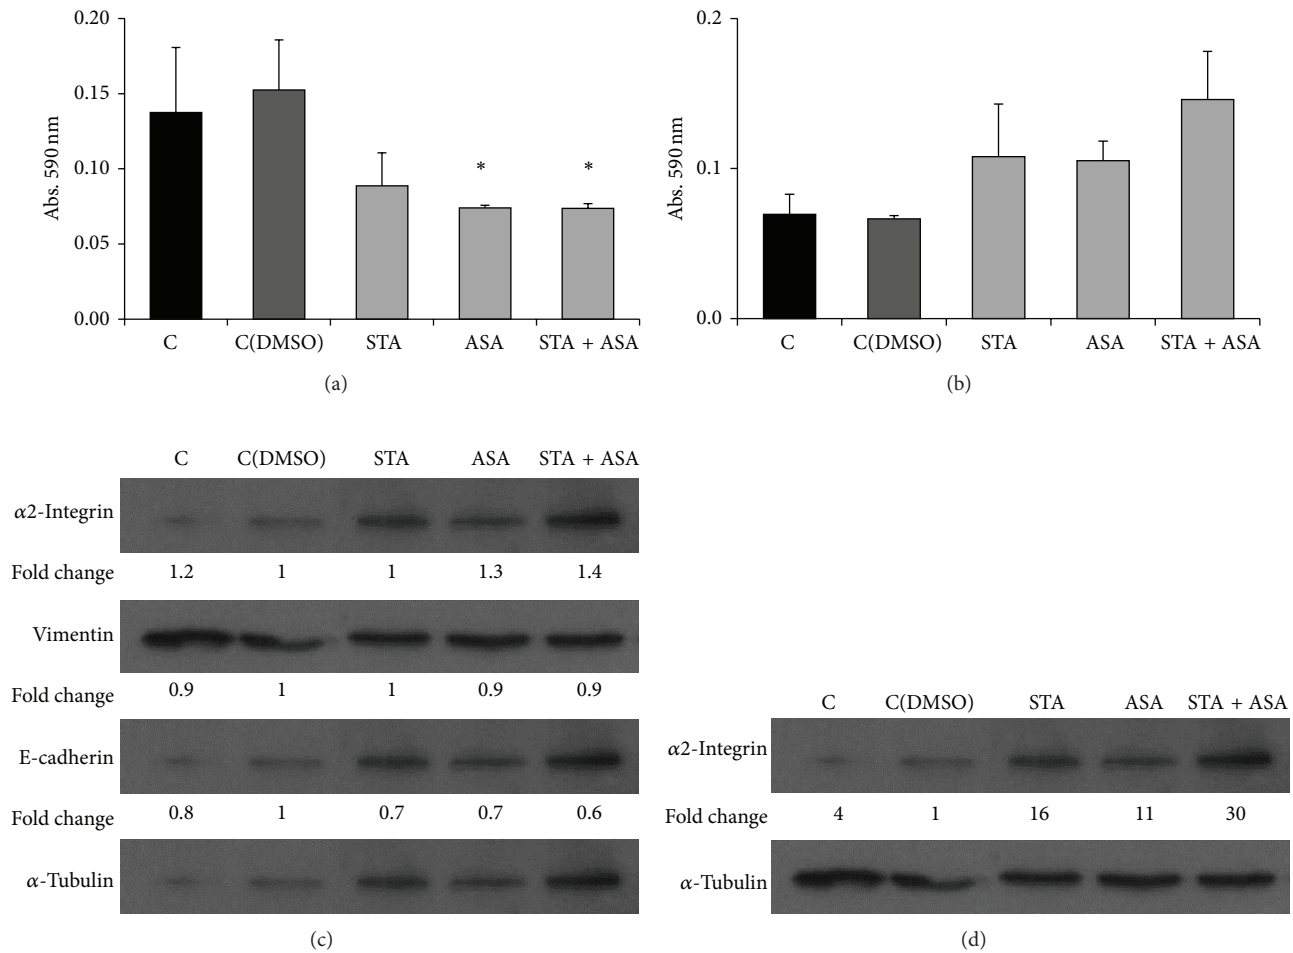 0.20
0.15
0.10
0.05
0.00
Abs. 590 nm
* *
C C(DMSO) STA ASA STA + ASA
(a)
0.2
0.1
0.0
Abs. 590 nm
C C(DMSO) STA ASA STA + ASA
(b)
C C(DMSO) STA ASA STA + ASA
α2-Integrin
Fold change 1.2 1 1 1.3 1.4
Vimentin
Fold change 0.9 1 1 0.9 0.9
E-cadherin
Fold change 0.8 1 0.7 0.7 0.6
α-Tubulin
(c)
C C(DMSO) STA ASA STA + ASA
α2-Integrin
Fold change 4 1 16 11 30
α-Tubulin
(d)